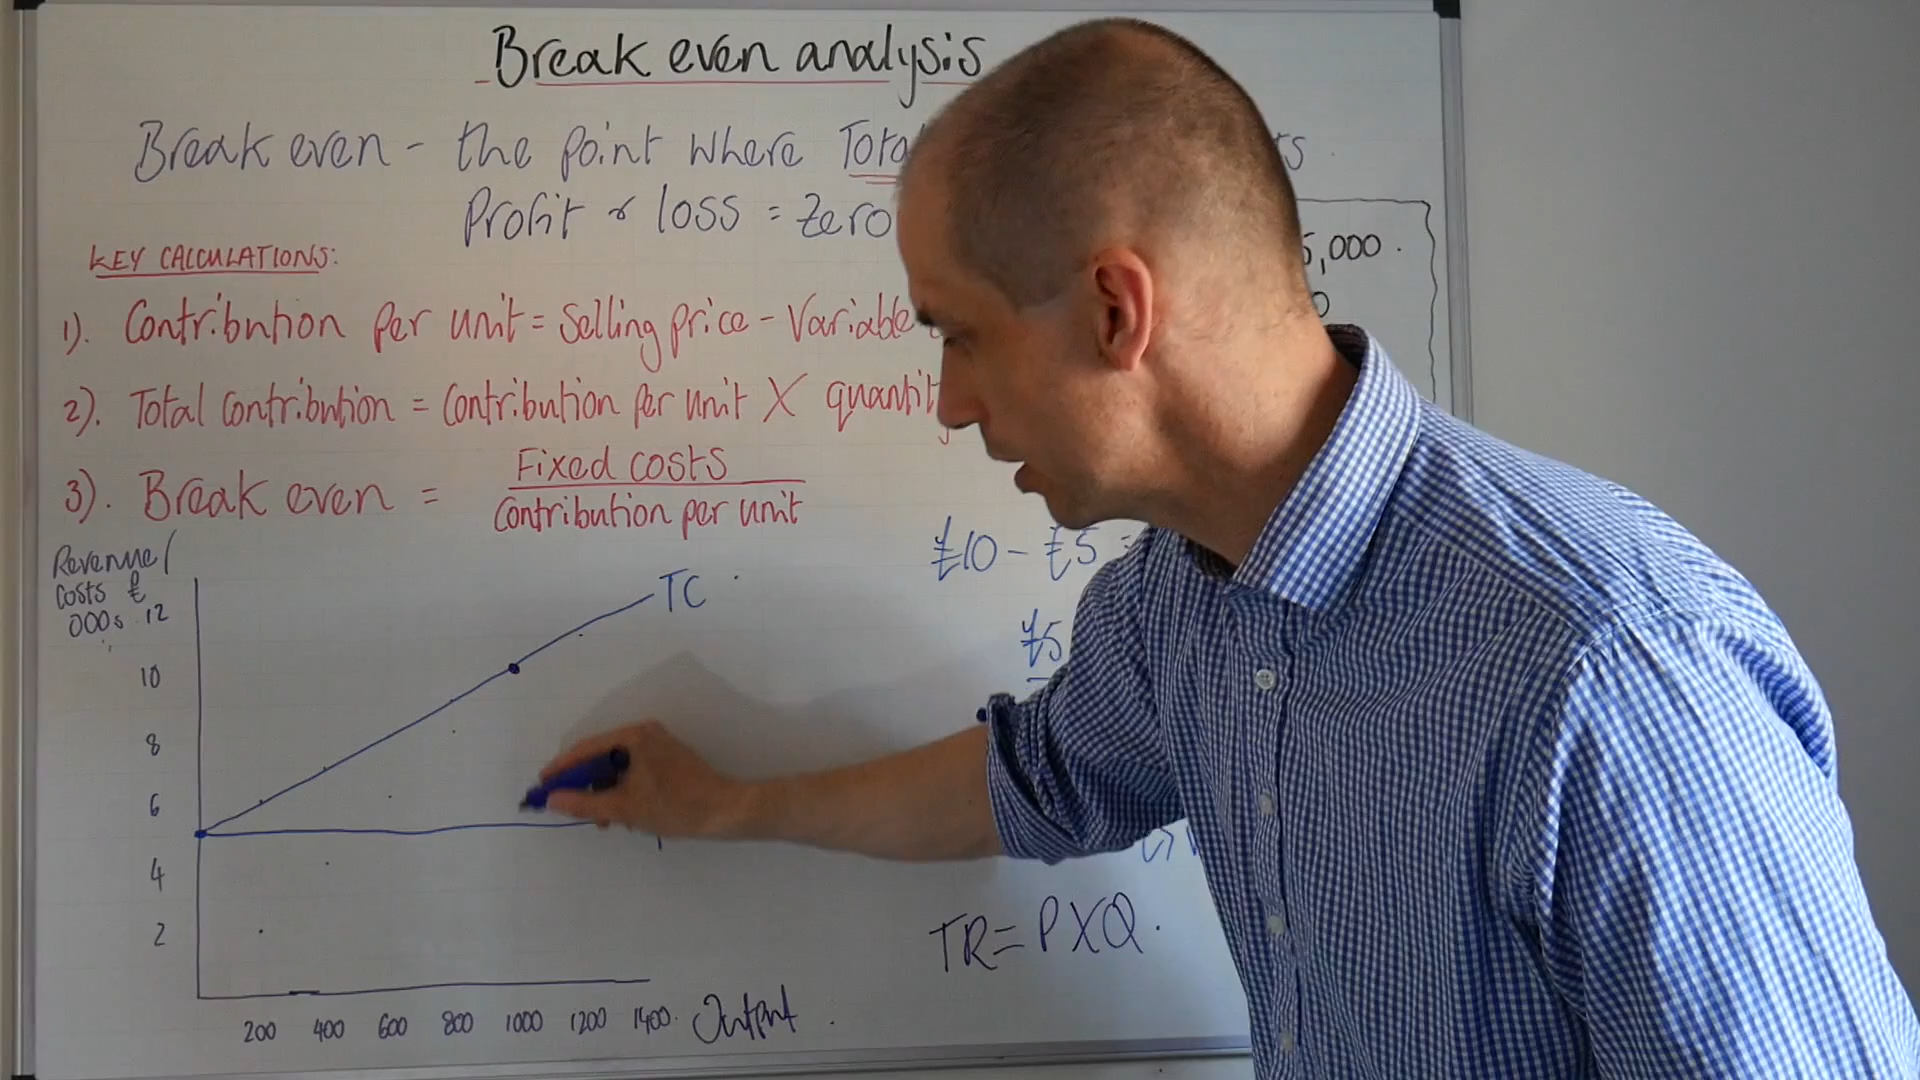 Break even analysis
Break even - the point where
Profit & loss = Zero
5,000
KEY CALCULATIONS:
1). Contribution per unit = Selling price - Variable
2). Total contribution = Contribution per unit X
3). Break even = Fixed costs
Contribution per unit
£10 - £5 =
£5
Revenue/
Costs £
000s 12
10
8
6
4
2
TC
TR = P X Q.
200 400 600 800 1000 1200 1400 Output